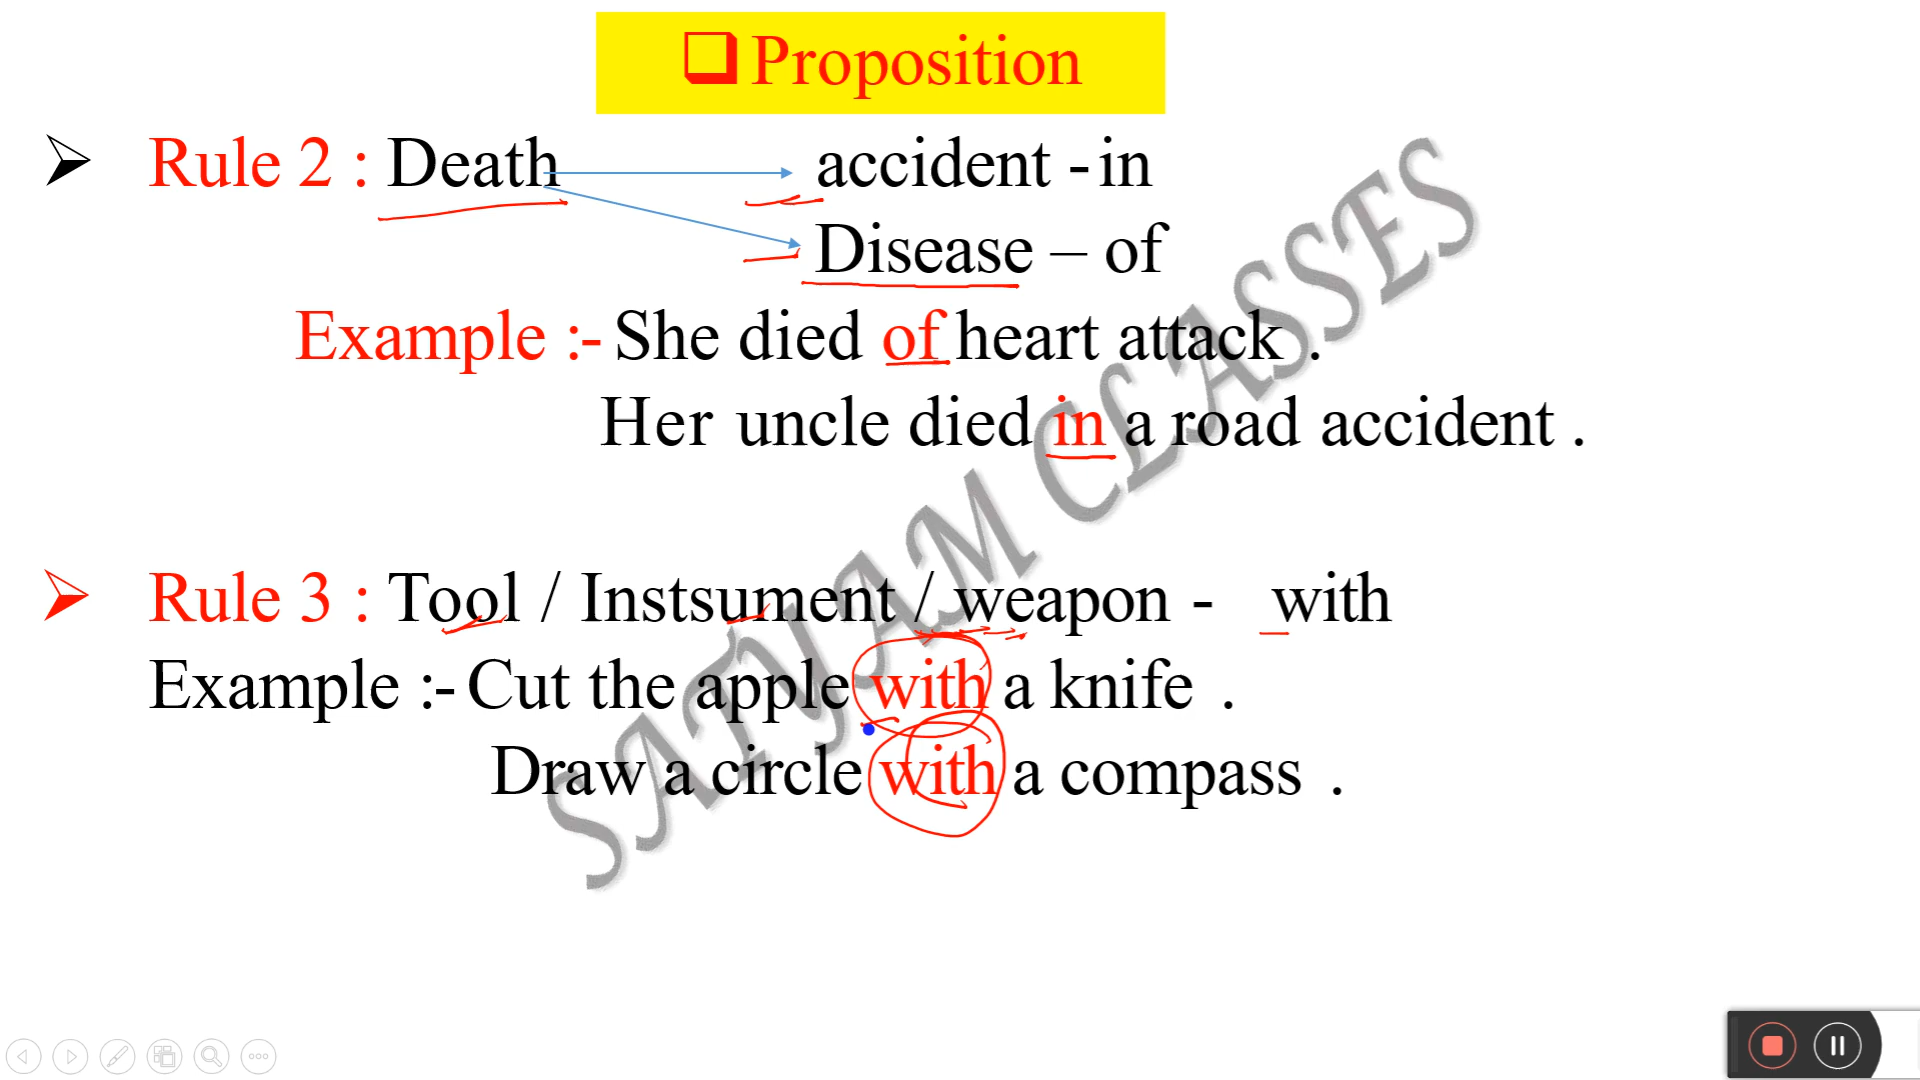 ❑ Proposition
➢ Rule 2 : Death accident - in
Disease – of
Example :- She died of heart attack .
Her uncle died in a road accident .
➢ Rule 3 : Tool / Instsument / weapon - with
Example :- Cut the apple with a knife .
Draw a circle with a compass .
SATYAM CLASSES